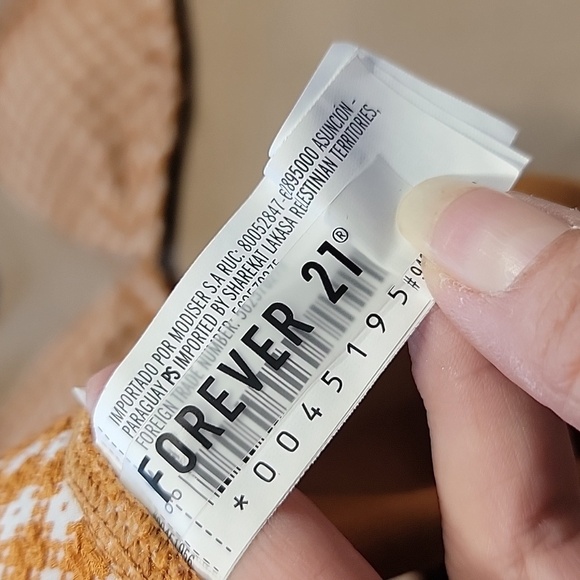 IMPORTADO POR MODISER S.A RUC: 80052847-6/895000 ASUNCIÓN -
PARAGUAY PS IMPORTED BY SHAREKAT LAKASA PALESTINIAN TERRITORIES,
FOREIGN TRADE NUMBER:
FOREVER 21®
*0045195